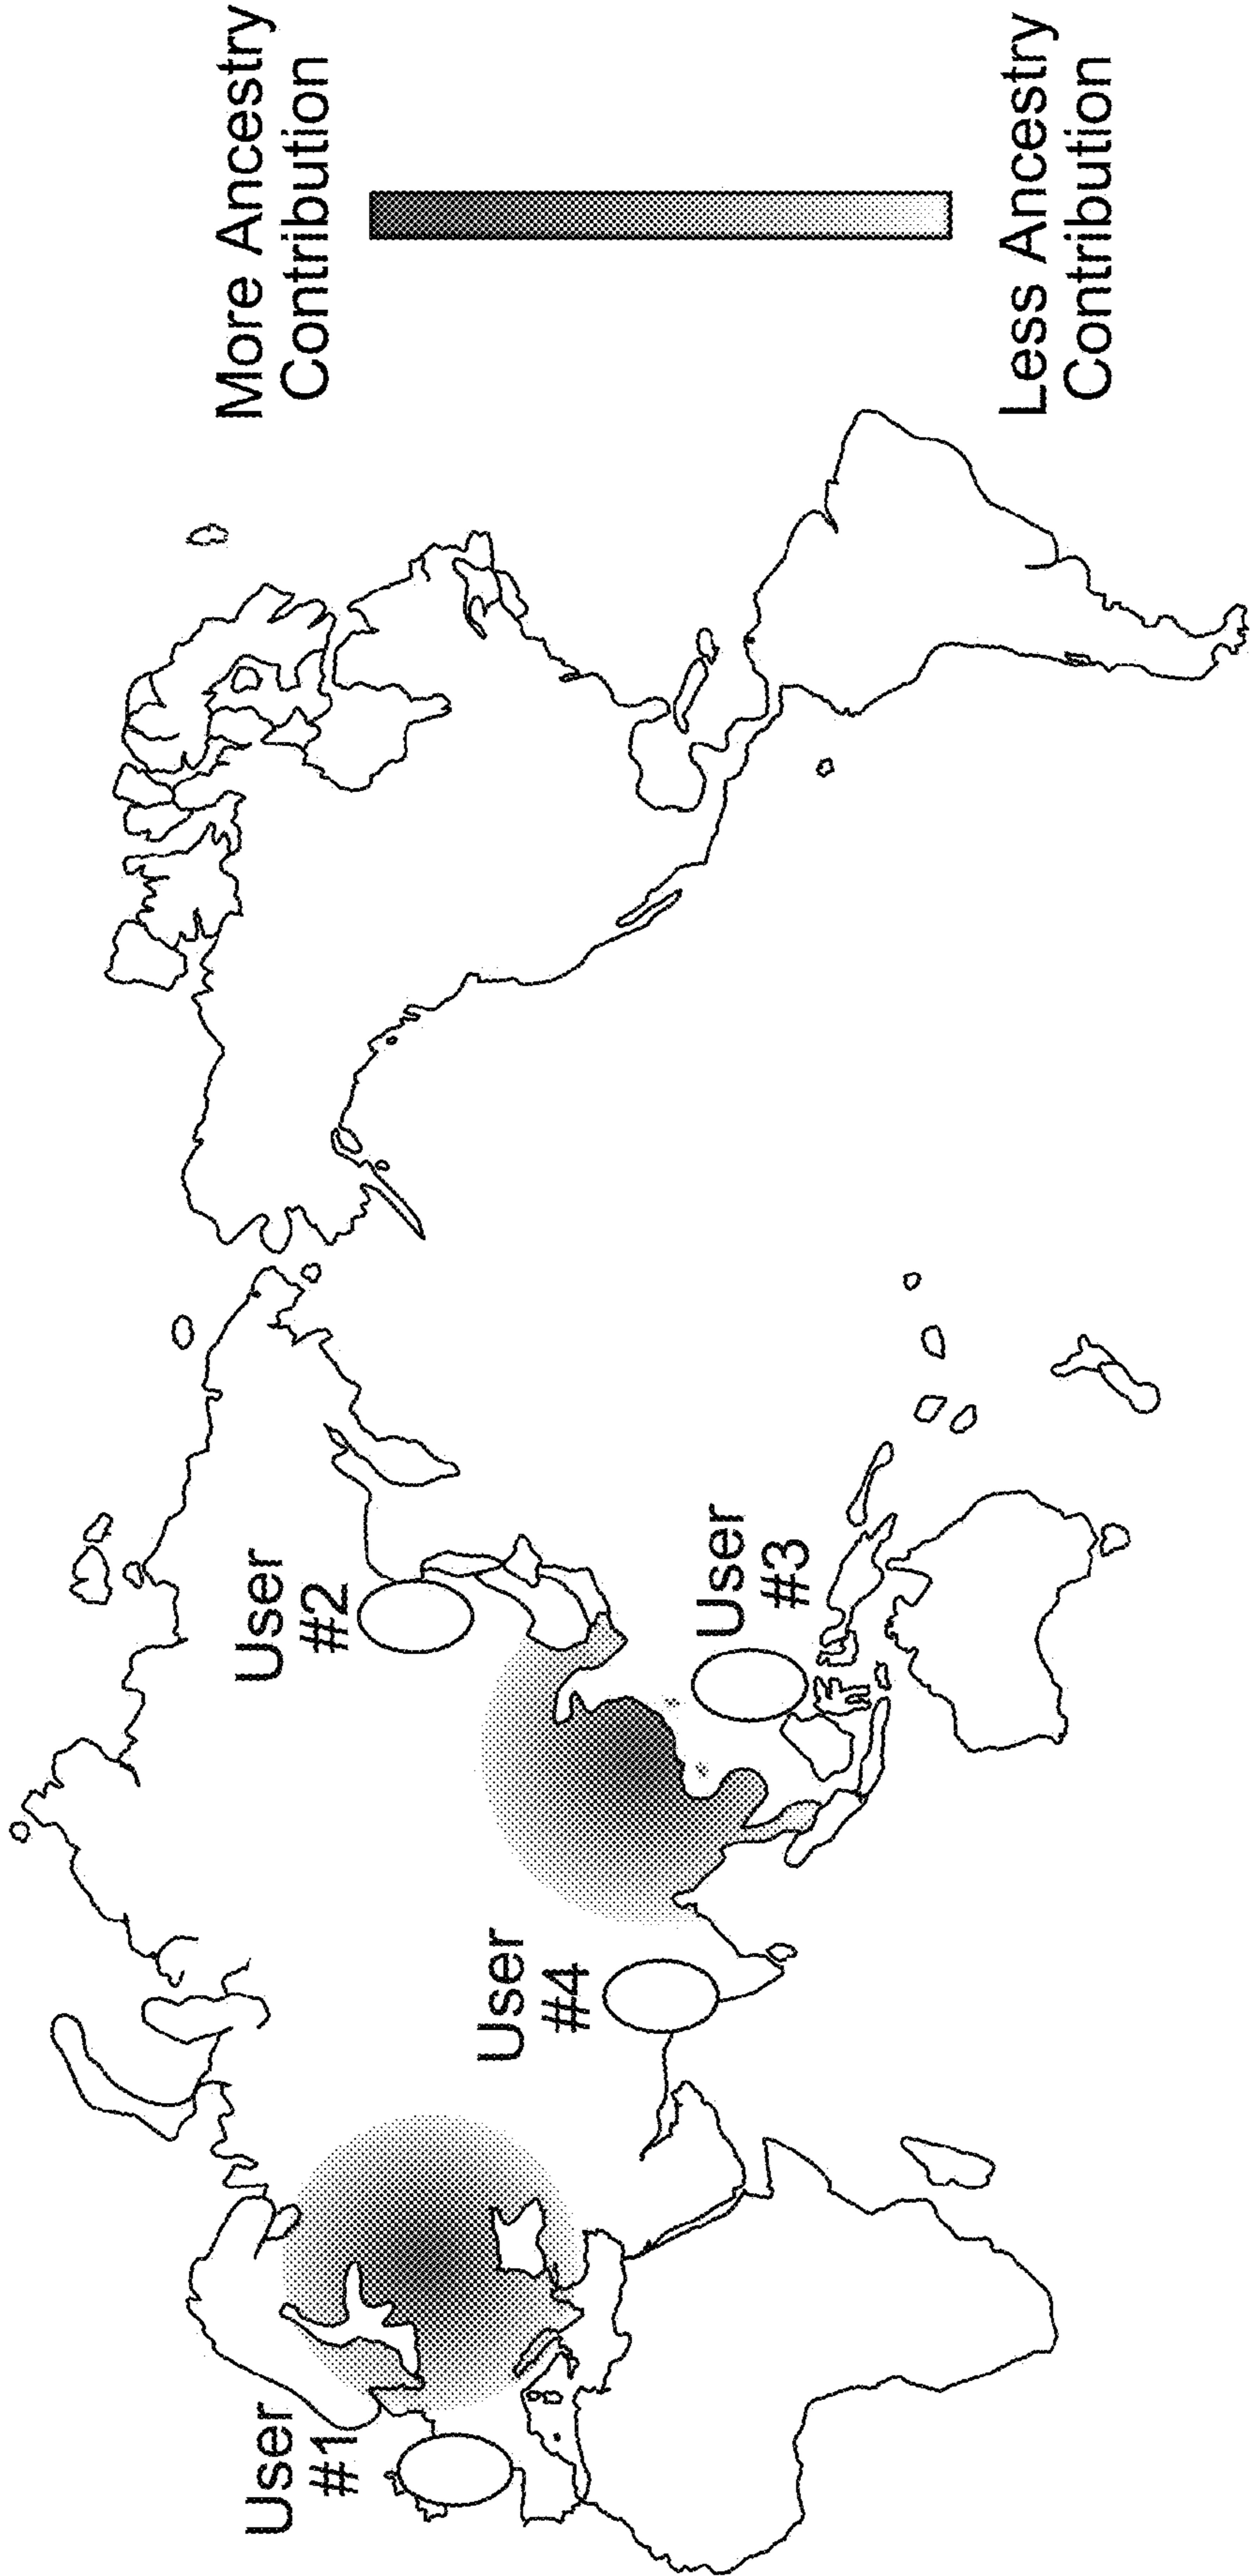 User
#1
User
#4
User
#2
User
#3
More Ancestry
Contribution
Less Ancestry
Contribution